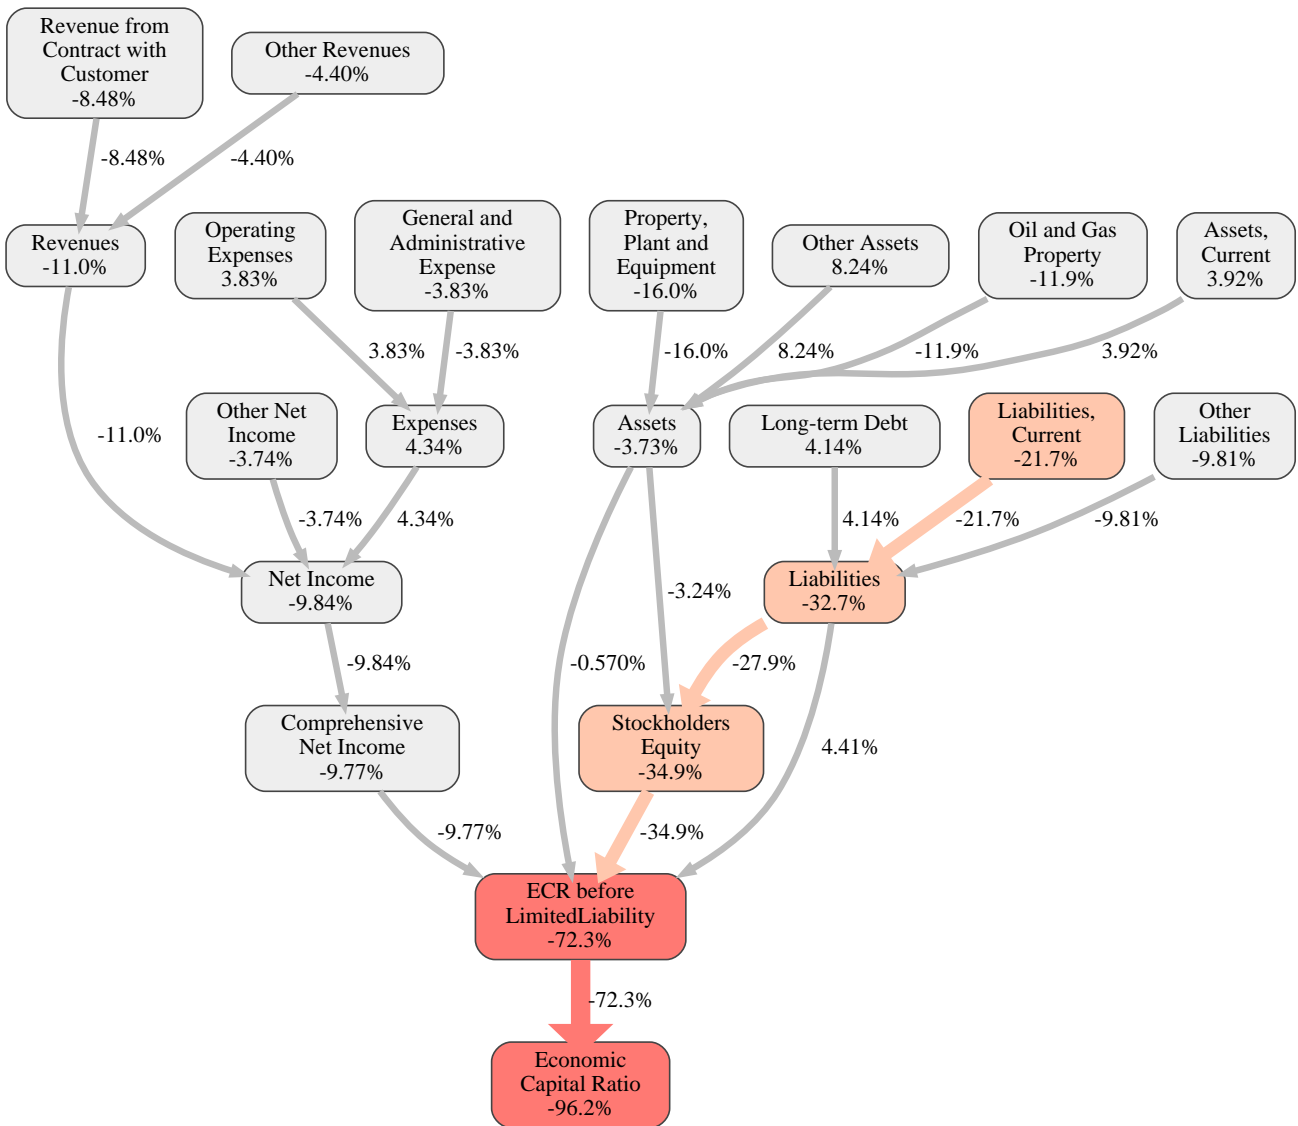 Revenue from
Contract with
Customer
-8.48%
Other Revenues
-4.40%
-8.48%
-4.40%
Revenues
-11.0%
Operating
Expenses
3.83%
General and
Administrative
Expense
-3.83%
Property,
Plant and
Equipment
-16.0%
Other Assets
8.24%
Oil and Gas
Property
-11.9%
Assets,
Current
3.92%
3.83%
-3.83%
-16.0%
8.24%
-11.9%
3.92%
-11.0%
Other Net
Income
-3.74%
Expenses
4.34%
Assets
-3.73%
Long-term Debt
4.14%
Liabilities,
Current
-21.7%
Other
Liabilities
-9.81%
-3.74%
4.34%
4.14%
-21.7%
-9.81%
Net Income
-9.84%
-3.24%
Liabilities
-32.7%
-9.84%
-0.570%
-27.9%
Comprehensive
Net Income
-9.77%
Stockholders
Equity
-34.9%
4.41%
-9.77%
-34.9%
ECR before
LimitedLiability
-72.3%
-72.3%
Economic
Capital Ratio
-96.2%